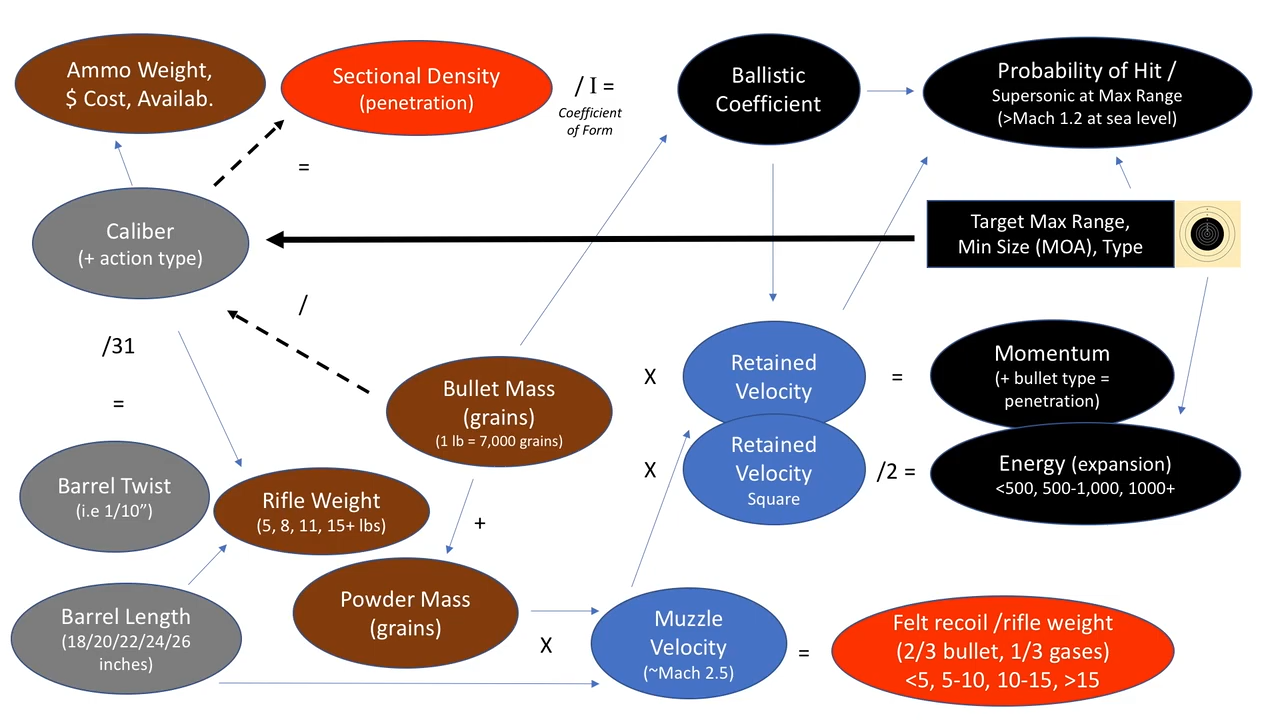 Ammo Weight,
$ Cost, Availab.
Sectional Density
(penetration)
/ I =
Coefficient
of Form
Ballistic
Coefficient
Probability of Hit /
Supersonic at Max Range
(>Mach 1.2 at sea level)
=
Caliber
(+ action type)
Target Max Range,
Min Size (MOA), Type
/
/31
=
Bullet Mass
(grains)
(1 lb = 7,000 grains)
X
Retained
Velocity
=
Momentum
(+ bullet type =
penetration)
X
Retained
Velocity
Square
/2 =
Energy (expansion)
<500, 500-1,000, 1000+
Barrel Twist
(i.e 1/10”)
Rifle Weight
(5, 8, 11, 15+ lbs)
+
Barrel Length
(18/20/22/24/26
inches)
Powder Mass
(grains)
X
Muzzle
Velocity
(~Mach 2.5)
=
Felt recoil /rifle weight
(2/3 bullet, 1/3 gases)
<5, 5-10, 10-15, >15